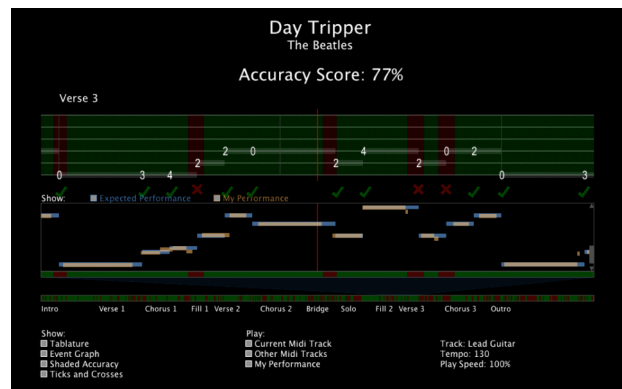 Day Tripper
The Beatles
Accuracy Score: 77%
Verse 3
2 0 4 0 2
2 2 2
0 3 4 0 3
Show: Expected Performance My Performance
Intro Verse 1 Chorus 1 Fill 1 Verse 2 Chorus 2 Bridge Solo Fill 2 Verse 3 Chorus 3 Outro
Show: Play:
Tablature Current Midi Track Track: Lead Guitar
Event Graph Other Midi Tracks Tempo: 130
Shaded Accuracy My Performance Play Speed: 100%
Ticks and Crosses